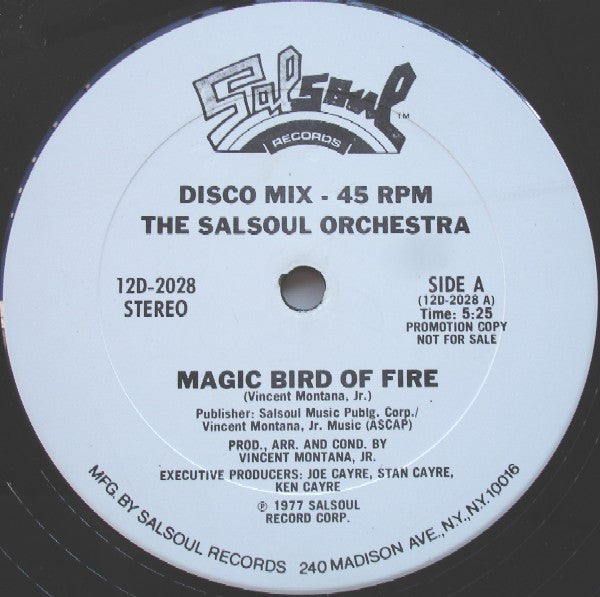 Salsoul
TM
RECORDS
DISCO MIX - 45 RPM
THE SALSOUL ORCHESTRA
12D-2028
STEREO
SIDE A
(12D-2028 A)
Time: 5:25
PROMOTION COPY
NOT FOR SALE
MAGIC BIRD OF FIRE
(Vincent Montana, Jr.)
Publisher: Salsoul Music Publg. Corp./
Vincent Montana, Jr. Music (ASCAP)
PROD., ARR. AND COND. BY
VINCENT MONTANA, JR.
EXECUTIVE PRODUCERS: JOE CAYRE, STAN CAYRE,
KEN CAYRE
℗ 1977 SALSOUL
RECORD CORP.
MFG. BY SALSOUL RECORDS 240 MADISON AVE., NY., N.Y. 10016